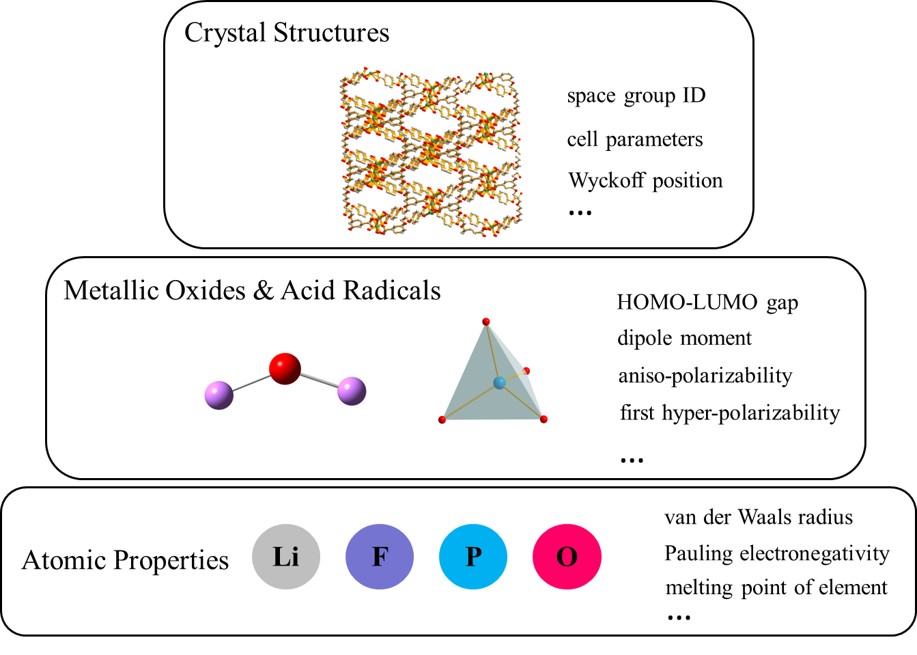 Crystal Structures
space group ID
cell parameters
Wyckoff position
...
Metallic Oxides & Acid Radicals
HOMO-LUMO gap
dipole moment
aniso-polarizability
first hyper-polarizability
...
Atomic Properties
Li F P O
van der Waals radius
Pauling electronegativity
melting point of element
...